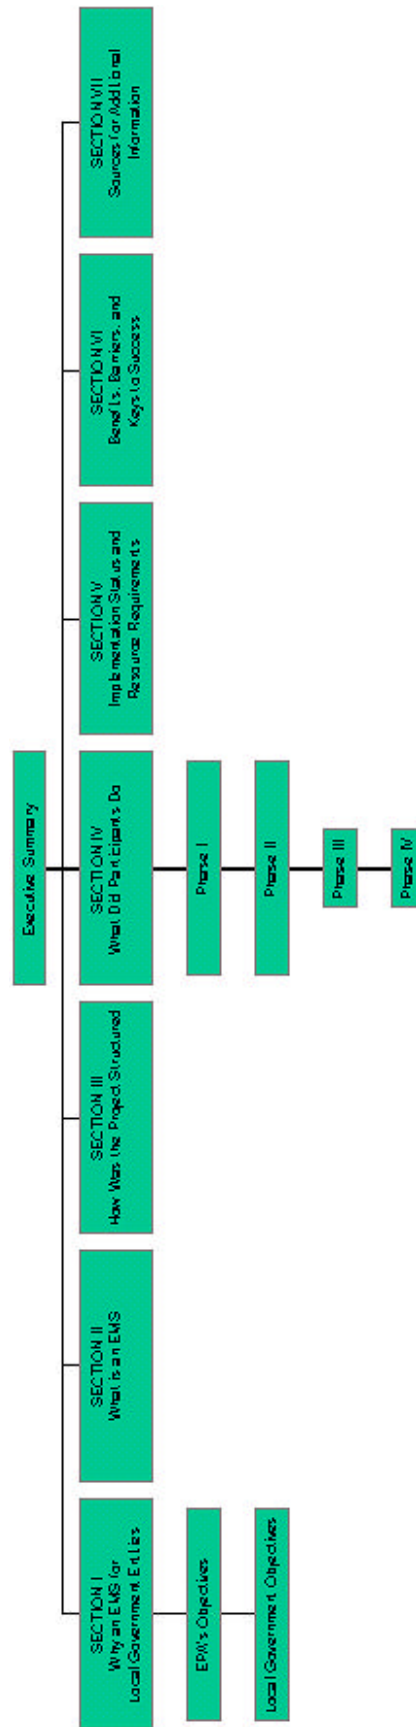 Executive Summary
SECTION I
Why an EMS for
Local Government Entities
EPA's Objectives
Local Government Objectives
SECTION II
What is an EMS
SECTION III
How Was the Project Structured
SECTION IV
What Did Participants Do
Phase I
Phase II
Phase III
Phase IV
SECTION V
Implementation Status and
Resource Requirements
SECTION VI
Benefits, Barriers, and
Keys to Success
SECTION VII
Sources for Additional
Information